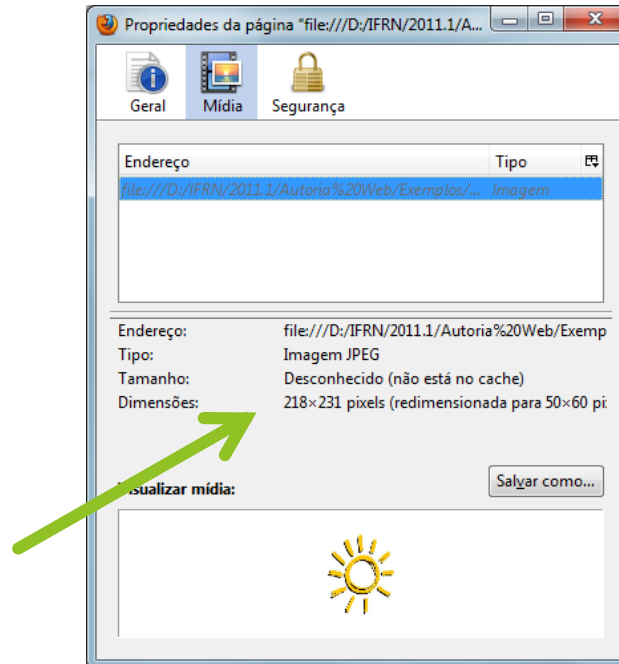 Propriedades da página "file:///D:/IFRN/2011.1/A...
Geral Mídia Segurança
Endereço Tipo
file:///D:/IFRN/2011.1/Autoria%20Web/Exemplos/... Imagem
Endereço: file:///D:/IFRN/2011.1/Autoria%20Web/Exemp
Tipo: Imagem JPEG
Tamanho: Desconhecido (não está no cache)
Dimensões: 218×231 pixels (redimensionada para 50×60 pi
Salvar como...
Visualizar mídia: